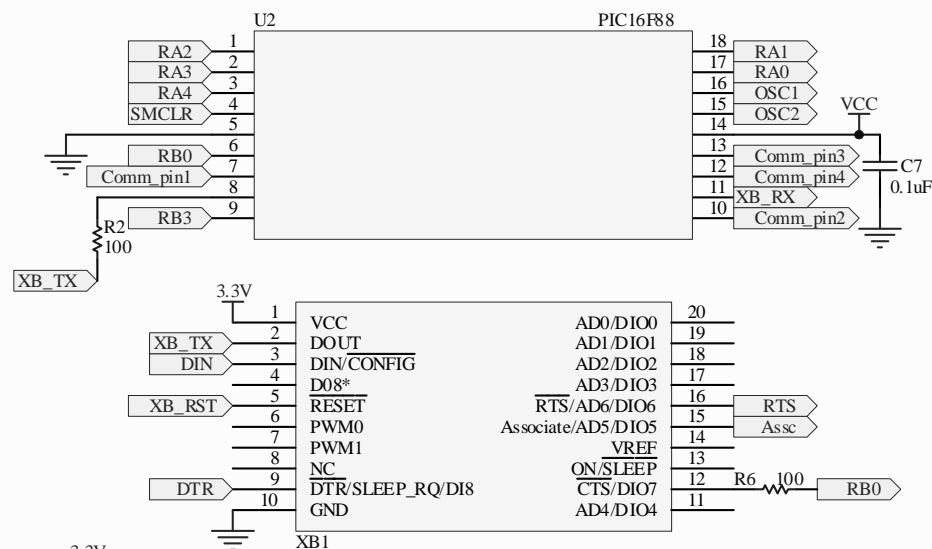 U2 PIC16F88
RA2 1 18 RA1
RA3 2 17 RA0
RA4 3 16 OSC1
SMCLR 4 15 OSC2
5 14 VCC
RB0 6 13 Comm_pin3
Comm_pin1 7 12 Comm_pin4
8 11 XB_RX
RB3 9 10 Comm_pin2
C7
0.1uF
R2
100
XB_TX
3.3V
1 VCC AD0/DIO0 20
XB_TX 2 DOUT AD1/DIO1 19
DIN 3 DIN/CONFIG AD2/DIO2 18
4 D08* AD3/DIO3 17
XB_RST 5 RESET RTS/AD6/DIO6 16 RTS
6 PWM0 Associate/AD5/DIO5 15 Assc
7 PWM1 VREF 14
8 NC ON/SLEEP 13
DTR 9 DTR/SLEEP_RQ/DI8 CTS/DIO7 12 R6 100 RB0
10 GND AD4/DIO4 11
XB1
3.3V